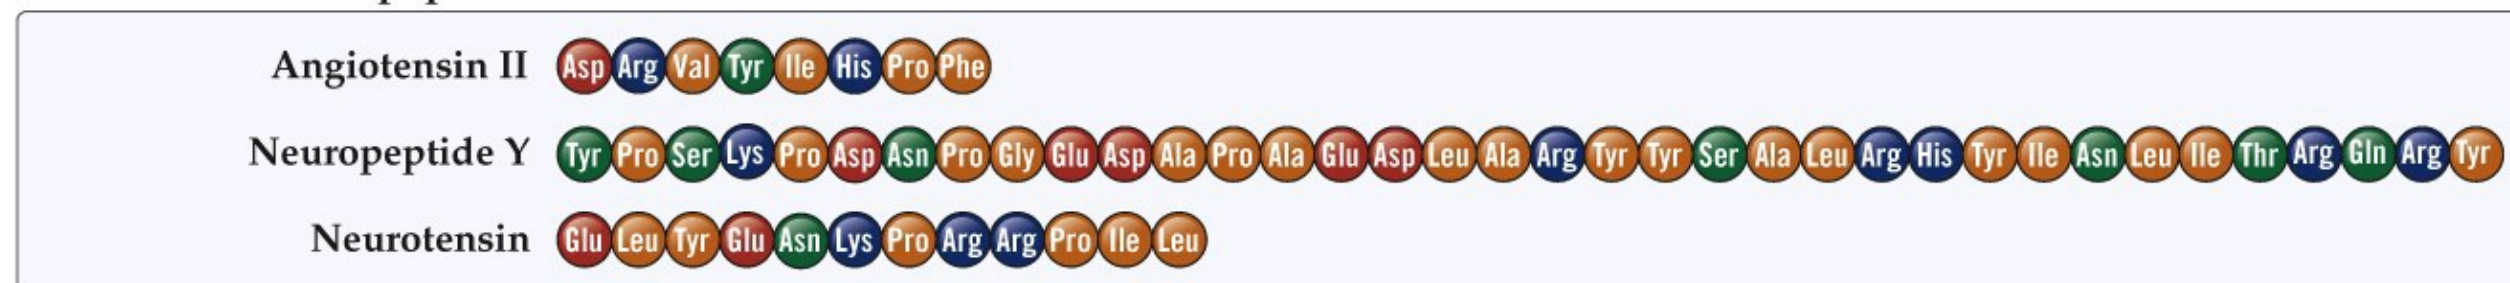 Angiotensin II Asp Arg Val Tyr Ile His Pro Phe
Neuropeptide Y Tyr Pro Ser Lys Pro Asp Asn Pro Gly Glu Asp Ala Pro Ala Glu Asp Leu Ala Arg Tyr Tyr Ser Ala Leu Arg His Tyr Ile Asn Leu Ile Thr Arg Gln Arg Tyr
Neurotensin Glu Leu Tyr Glu Asn Lys Pro Arg Arg Pro Ile Leu